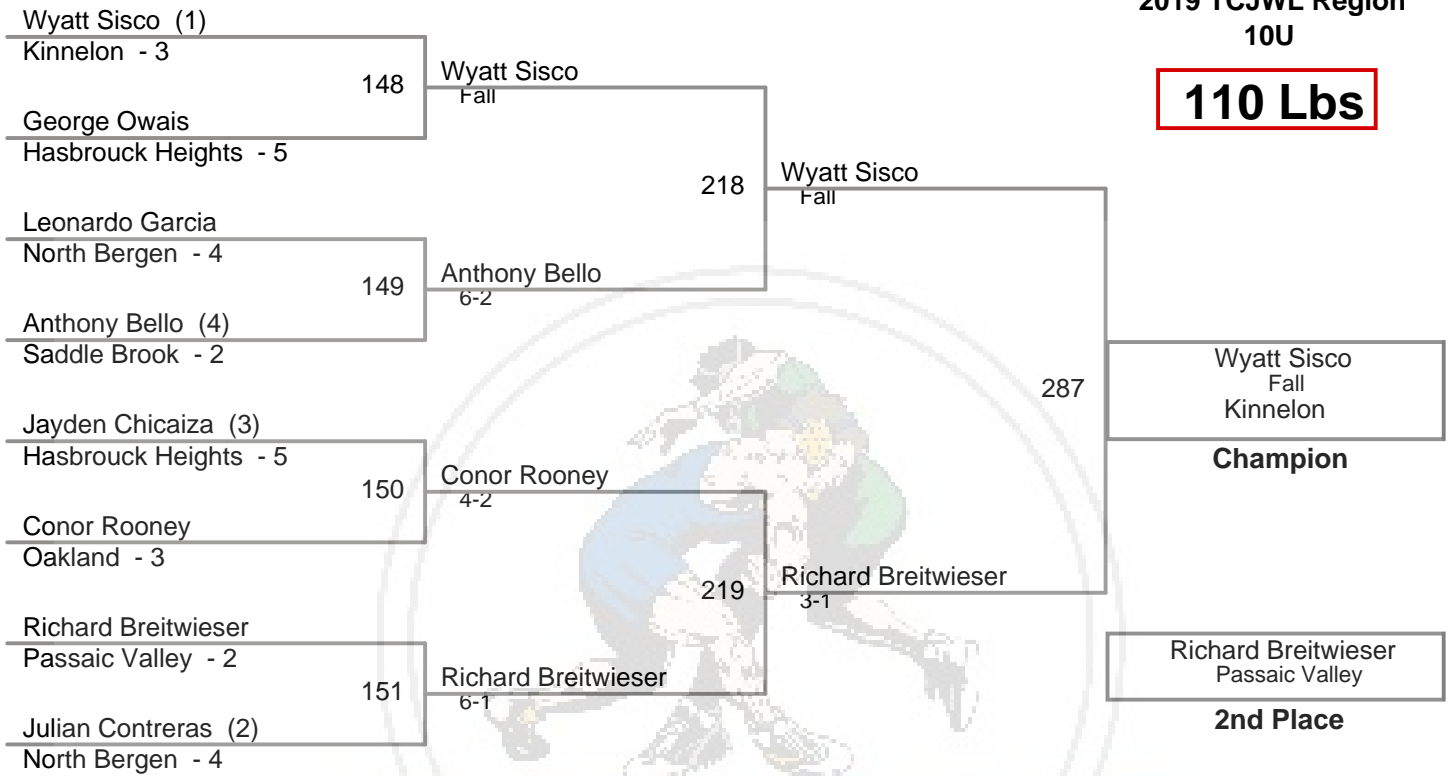 2019 TCJWL Region
10U
110 Lbs
Wyatt Sisco (1)
Kinnelon - 3
148
George Owais
Hasbrouck Heights - 5
Wyatt Sisco
Fall
218
Leonardo Garcia
North Bergen - 4
149
Anthony Bello (4)
Saddle Brook - 2
Anthony Bello
6-2
Wyatt Sisco
Fall
287
Jayden Chicaiza (3)
Hasbrouck Heights - 5
150
Conor Rooney
Oakland - 3
Conor Rooney
4-2
219
Richard Breitwieser
Passaic Valley - 2
151
Julian Contreras (2)
North Bergen - 4
Richard Breitwieser
6-1
Richard Breitwieser
3-1
Wyatt Sisco
Fall
Kinnelon
Champion
Richard Breitwieser
Passaic Valley
2nd Place